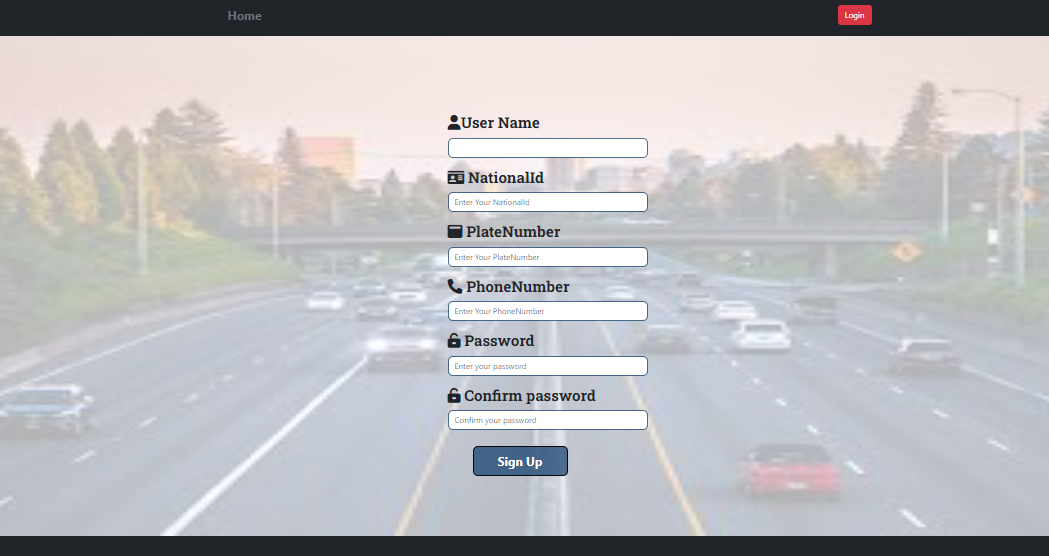 Home
Login
User Name
NationalId
Enter Your NationalId
PlateNumber
Enter Your PlateNumber
PhoneNumber
Enter Your PhoneNumber
Password
Enter your password
Confirm password
Confirm your password
Sign Up